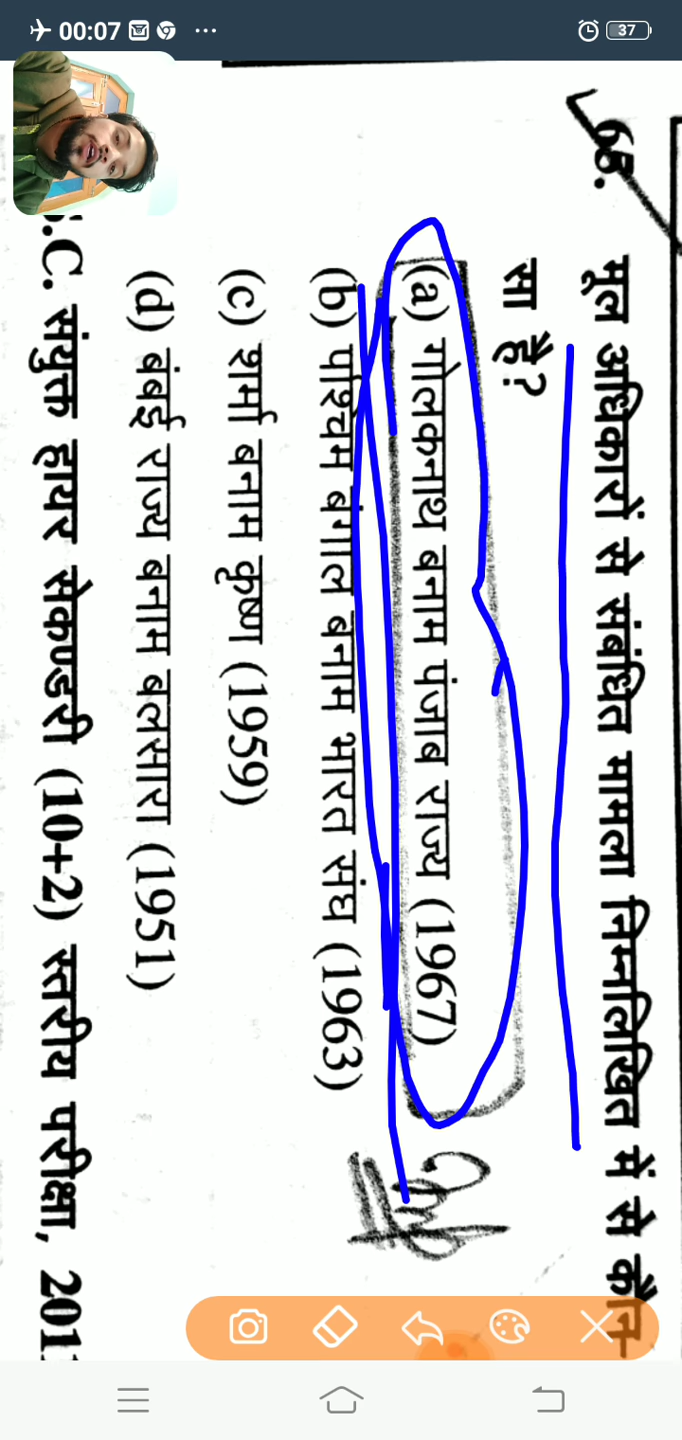 00:07
37
68. मूल अधिकारों से संबंधित मामला निम्नलिखित में से कौन-
सा है?
(a) गोलकनाथ बनाम पंजाब राज्य (1967)
(b) पश्चिम बंगाल बनाम भारत संघ (1963)
(c) शर्मा बनाम कृष्ण (1959)
(d) बंबई राज्य बनाम बलसारा (1951)
.C. संयुक्त हायर सेकण्डरी (10+2) स्तरीय परीक्षा, 201